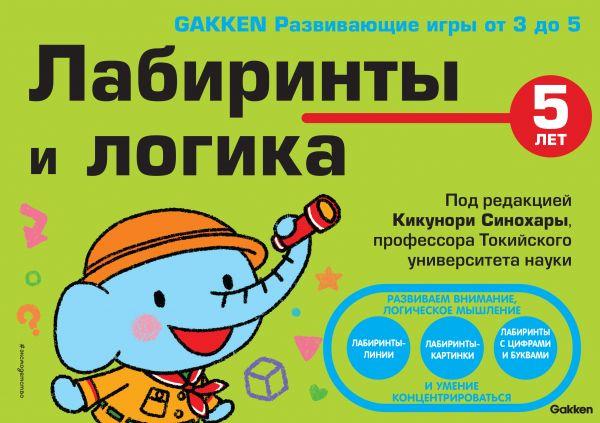 GAKKEN Развивающие игры от 3 до 5
Лабиринты
и логика
5
ЛЕТ
Под редакцией
Кикунори Синохары,
профессора Токийского
университета науки
РАЗВИВАЕМ ВНИМАНИЕ,
ЛОГИЧЕСКОЕ МЫШЛЕНИЕ
ЛАБИРИНТЫ-
ЛИНИИ
ЛАБИРИНТЫ-
КАРТИНКИ
ЛАБИРИНТЫ
С ЦИФРАМИ
И БУКВАМИ
И УМЕНИЕ
КОНЦЕНТРИРОВАТЬСЯ
#эксмодетство
Gakken